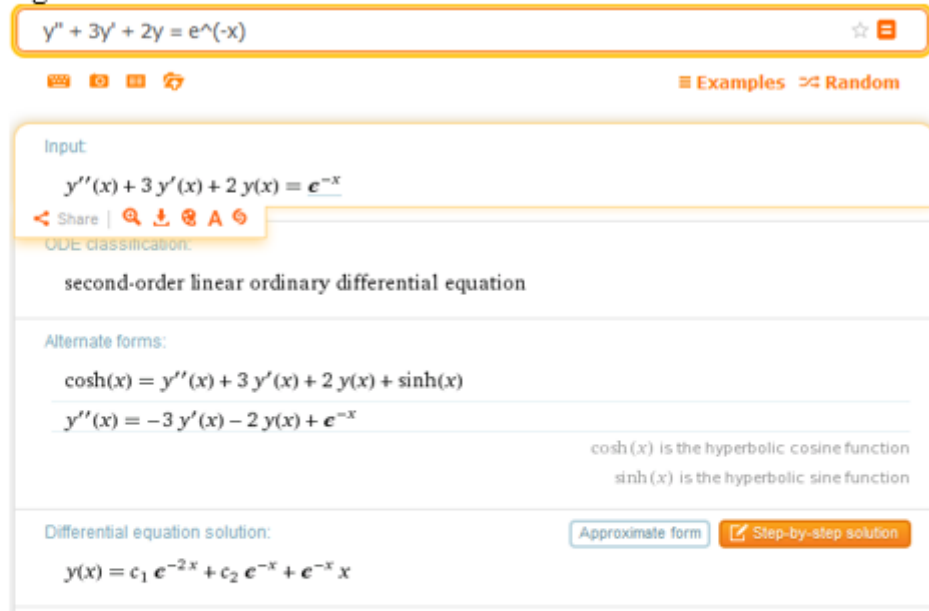 y" + 3y' + 2y = e^(-x)
Examples Random
Input:
y′′(x) + 3 y′(x) + 2 y(x) = e^-x
Share | A
ODE classification:
second-order linear ordinary differential equation
Alternate forms:
cosh(x) = y′′(x) + 3 y′(x) + 2 y(x) + sinh(x)
y′′(x) = −3 y′(x) − 2 y(x) + e^-x
cosh(x) is the hyperbolic cosine function
sinh(x) is the hyperbolic sine function
Differential equation solution: Approximate form Step-by-step solution
y(x) = c₁ e^-2x + c₂ e^-x + e^-x x